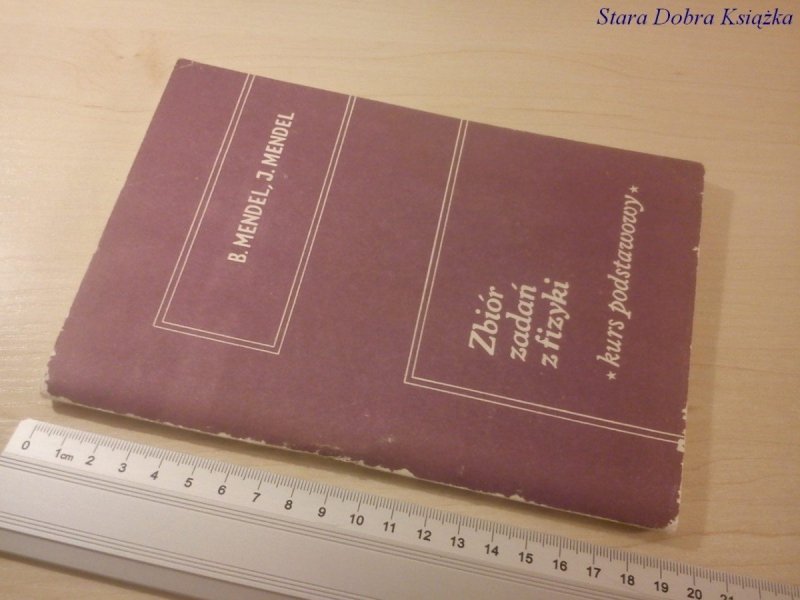 Stara Dobra Książka
B. MENDEL, J. MENDEL
Zbiór
zadań
z fizyki
* kurs podstawowy *
0 1cm 2 3 4 5 6 7 8 9 10 11 12 13 14 15 16 17 18 19 20 21